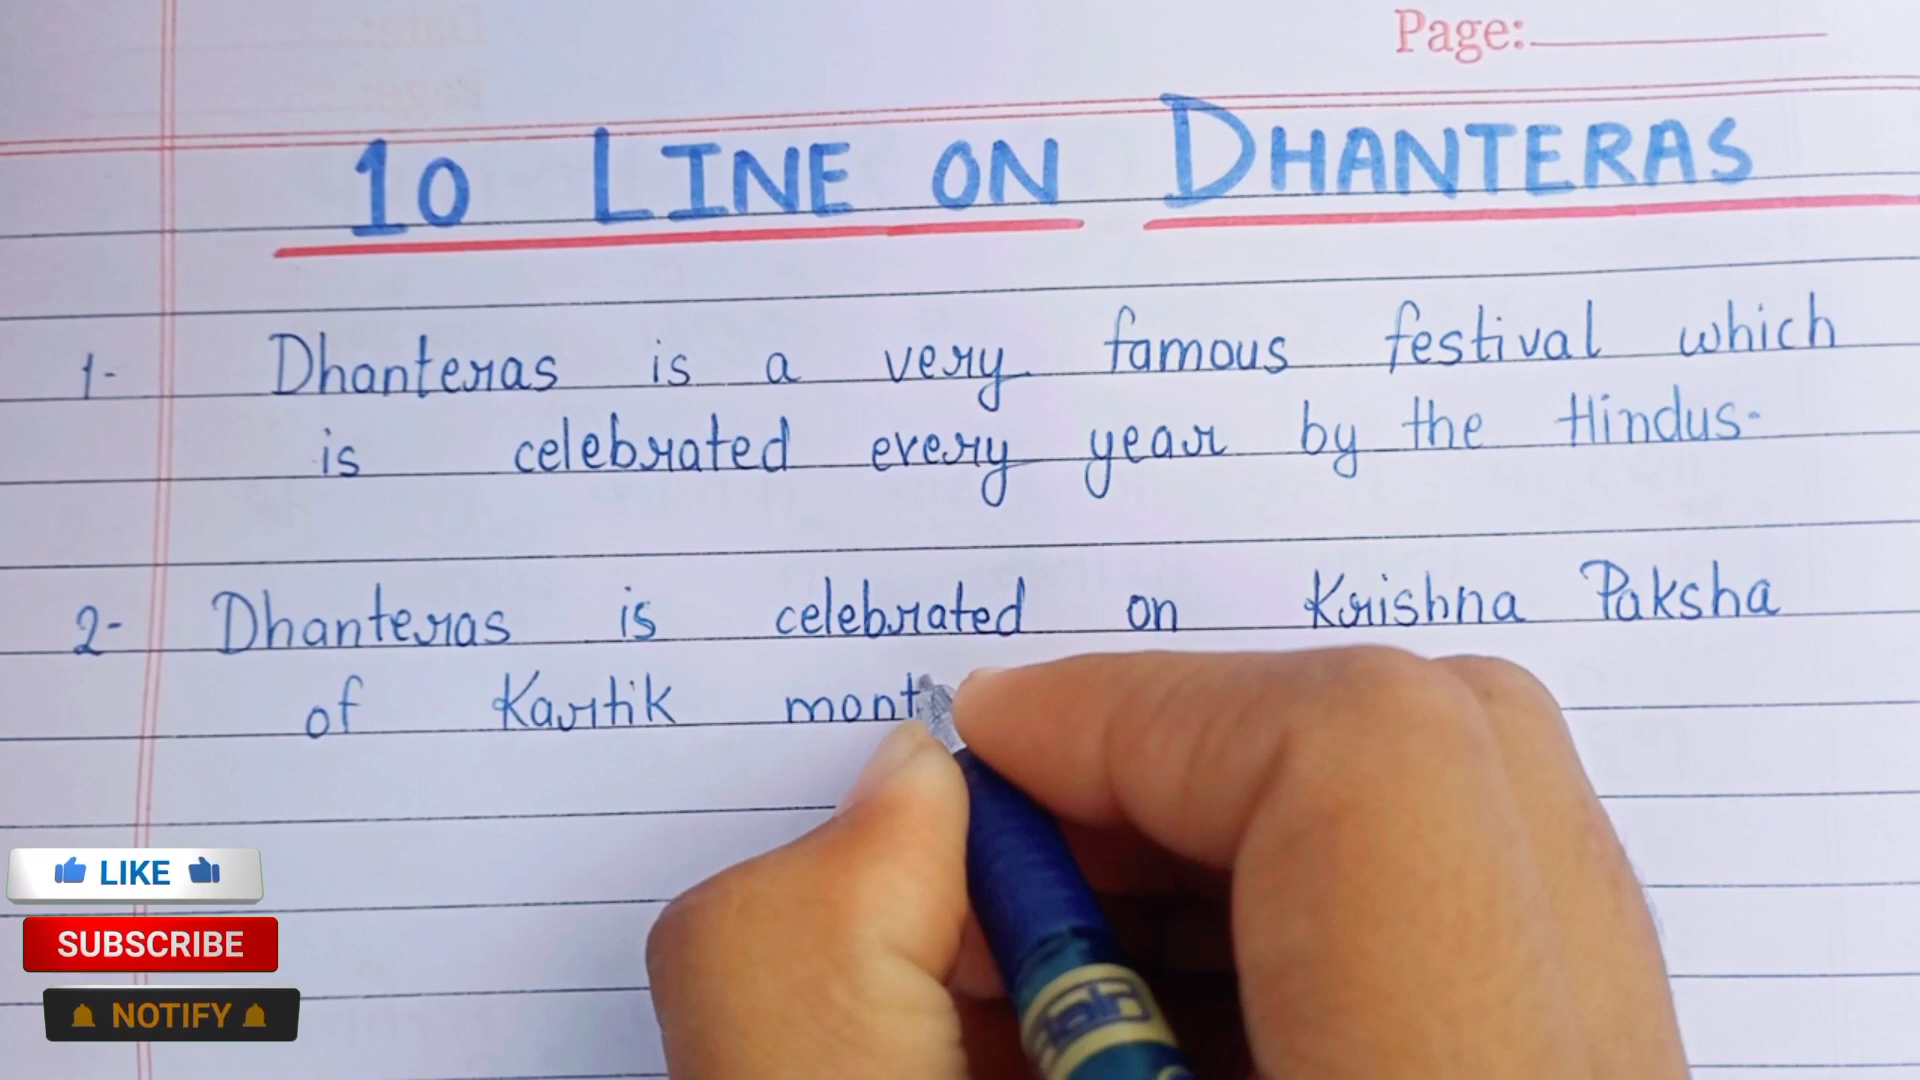 Page:
10 LINE ON DHANTERAS
1- Dhanteras is a very famous festival which
is celebrated every year by the Hindus.
2- Dhanteras is celebrated on Krishna Paksha
of Kartik mont
LIKE
SUBSCRIBE
NOTIFY